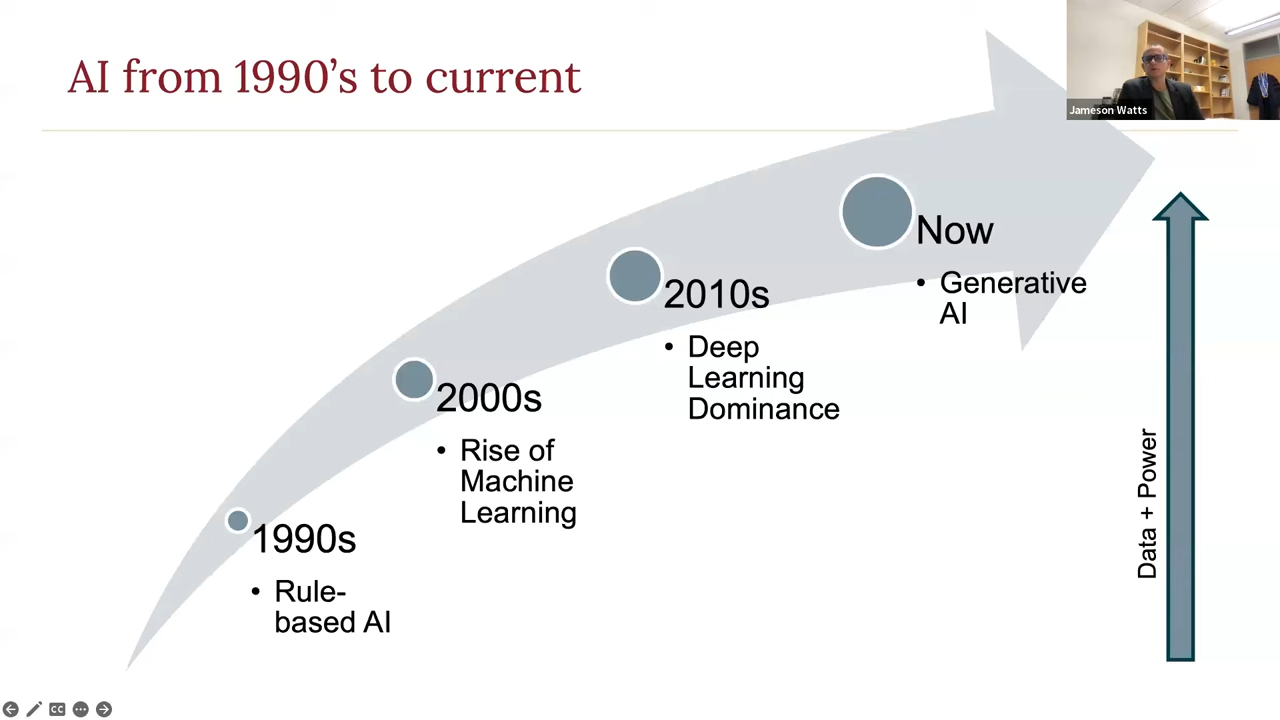 AI from 1990’s to current
Jameson Watts
Now
• Generative
AI
2010s
• Deep
Learning
Dominance
2000s
• Rise of
Machine
Learning
1990s
• Rule-
based AI
Data + Power
CC